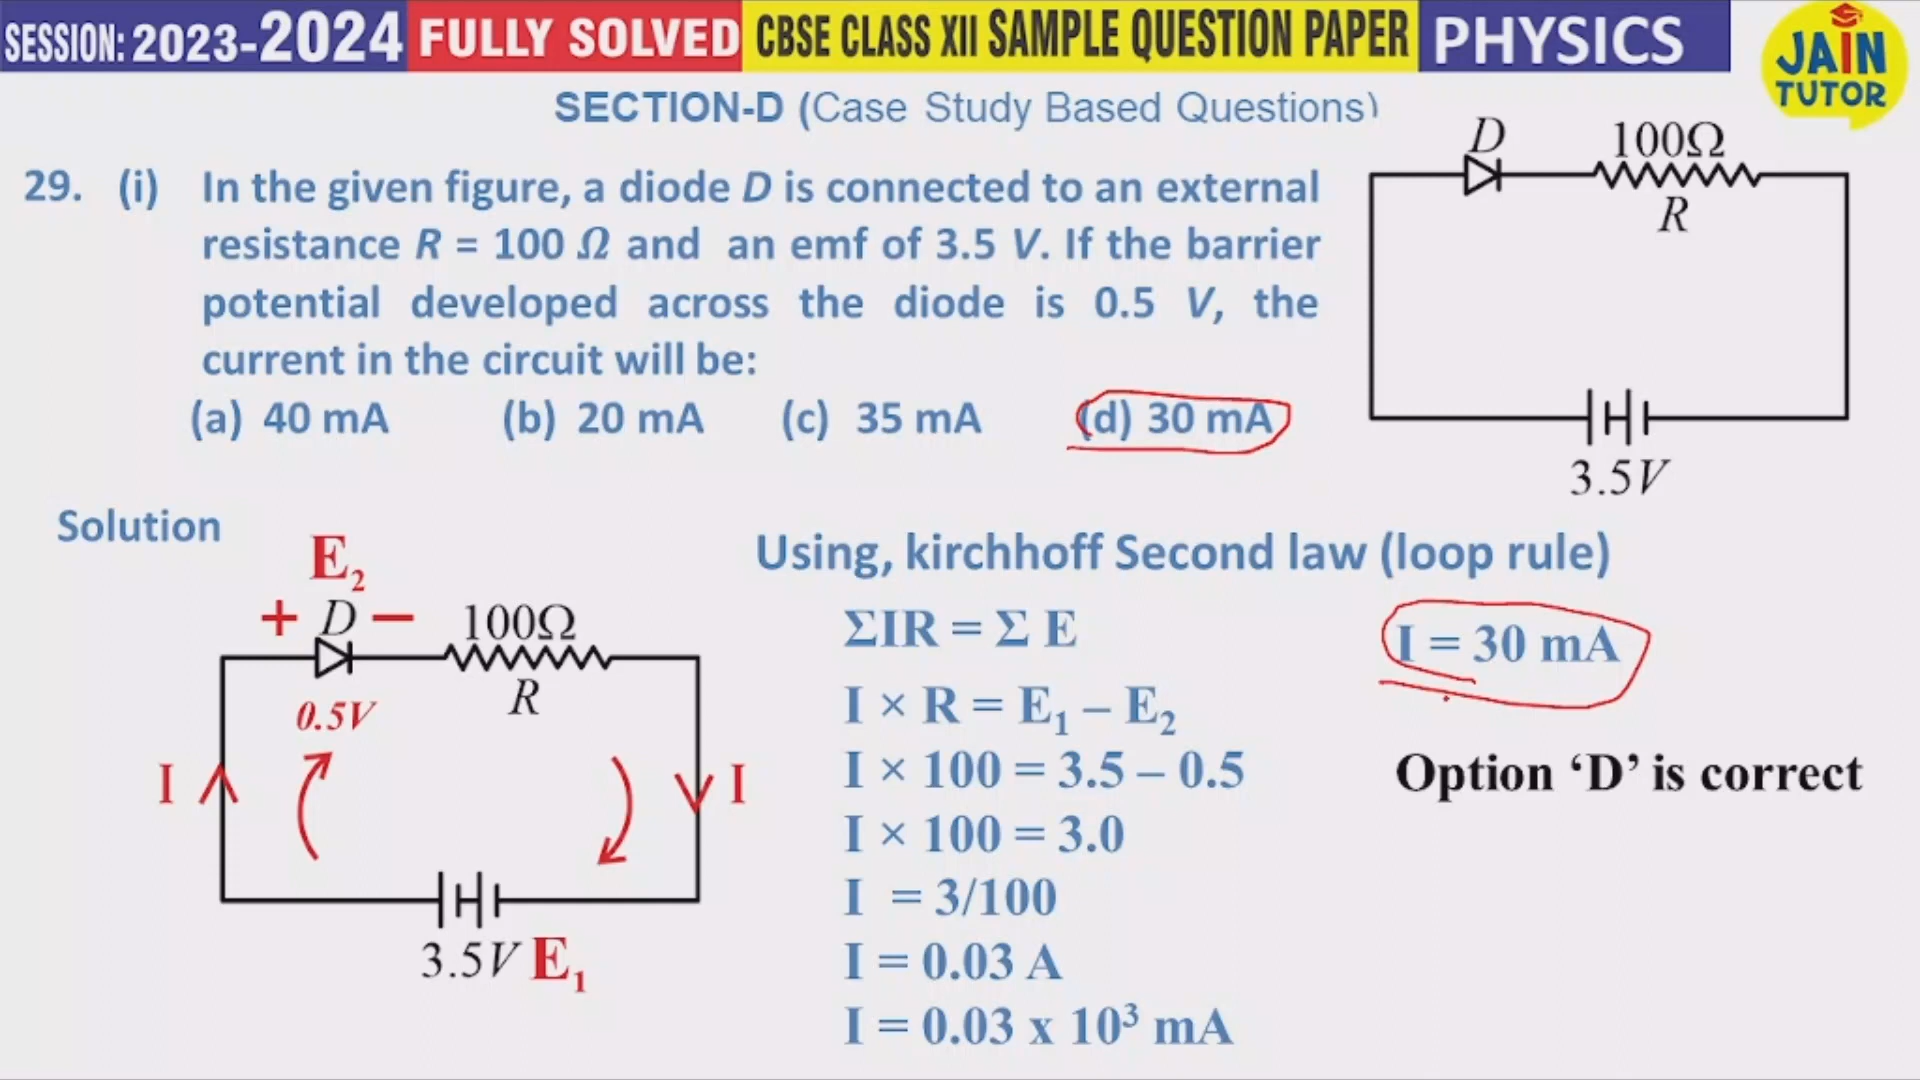 SESSION: 2023-2024 FULLY SOLVED CBSE CLASS XII SAMPLE QUESTION PAPER PHYSICS
JAIN
TUTOR
SECTION-D (Case Study Based Questions)
29. (i) In the given figure, a diode D is connected to an external
resistance R = 100 Ω and an emf of 3.5 V. If the barrier
potential developed across the diode is 0.5 V, the
current in the circuit will be:
(a) 40 mA (b) 20 mA (c) 35 mA (d) 30 mA
D 100Ω
R
3.5V
Solution
E₂
+ D − 100Ω
0.5V R
I I
3.5V E₁
Using, kirchhoff Second law (loop rule)
ΣIR = Σ E
I × R = E₁ – E₂
I × 100 = 3.5 – 0.5
I × 100 = 3.0
I = 3/100
I = 0.03 A
I = 0.03 x 10³ mA
I = 30 mA
Option ‘D’ is correct